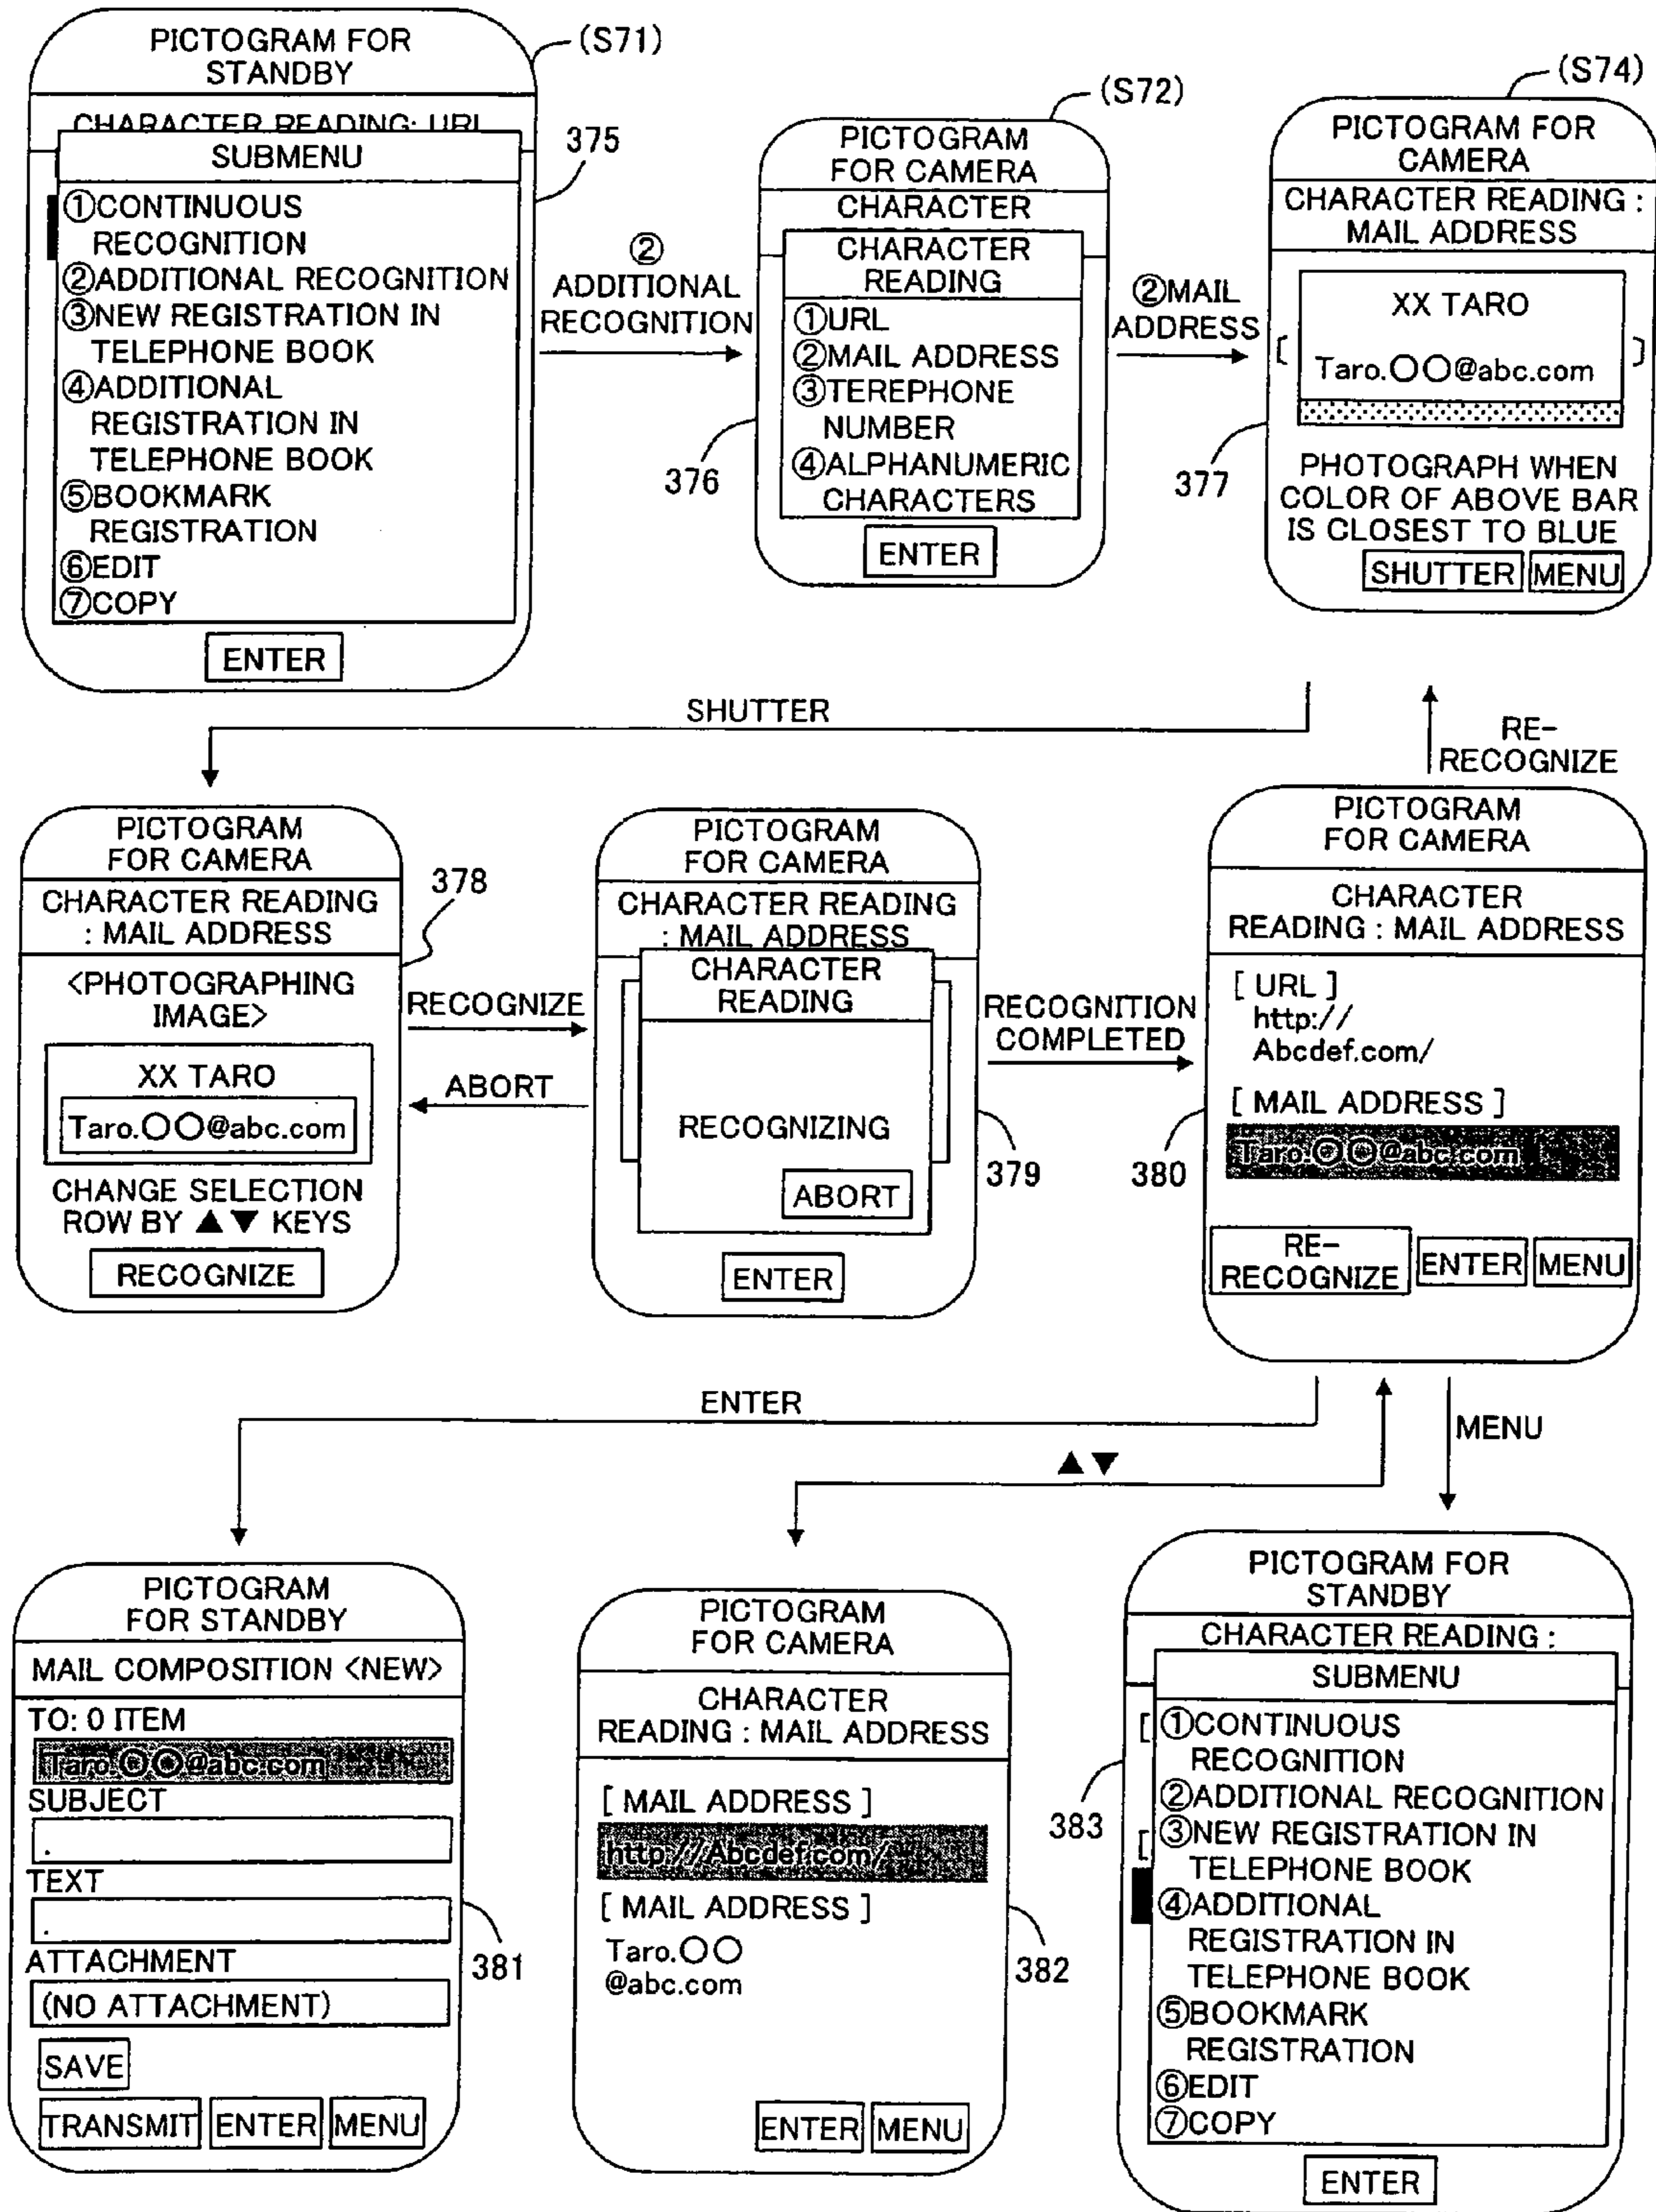 PICTOGRAM FOR
STANDBY
(S71)
CHARACTER READING: URL
SUBMENU
375
①CONTINUOUS
RECOGNITION
②ADDITIONAL RECOGNITION
③NEW REGISTRATION IN
TELEPHONE BOOK
④ADDITIONAL
REGISTRATION IN
TELEPHONE BOOK
⑤BOOKMARK
REGISTRATION
⑥EDIT
⑦COPY
ENTER
②
ADDITIONAL
RECOGNITION
(S72)
PICTOGRAM
FOR CAMERA
CHARACTER
CHARACTER
READING
①URL
②MAIL ADDRESS
③TEREPHONE
NUMBER
④ALPHANUMERIC
CHARACTERS
ENTER
376
②MAIL
ADDRESS
(S74)
PICTOGRAM FOR
CAMERA
CHARACTER READING :
MAIL ADDRESS
[ ]
XX TARO
Taro.○○@abc.com
377
PHOTOGRAPH WHEN
COLOR OF ABOVE BAR
IS CLOSEST TO BLUE
SHUTTER MENU
SHUTTER
RE-
RECOGNIZE
PICTOGRAM
FOR CAMERA
CHARACTER READING
: MAIL ADDRESS
378
<PHOTOGRAPHING
IMAGE>
XX TARO
Taro.○○@abc.com
CHANGE SELECTION
ROW BY ▲▼ KEYS
RECOGNIZE
RECOGNIZE
ABORT
PICTOGRAM
FOR CAMERA
CHARACTER READING
: MAIL ADDRESS
CHARACTER
READING
RECOGNIZING
ABORT
ENTER
379
RECOGNITION
COMPLETED
PICTOGRAM
FOR CAMERA
CHARACTER
READING : MAIL ADDRESS
[ URL ]
http://
Abcdef.com/
[ MAIL ADDRESS ]
Taro.○○@abc.com
380
RE-
RECOGNIZE ENTER MENU
ENTER
▲▼
MENU
PICTOGRAM
FOR STANDBY
MAIL COMPOSITION <NEW>
TO: 0 ITEM
Taro.○○@abc.com
SUBJECT
.
TEXT
.
ATTACHMENT
(NO ATTACHMENT)
381
SAVE
TRANSMIT ENTER MENU
PICTOGRAM
FOR CAMERA
CHARACTER
READING : MAIL ADDRESS
[ MAIL ADDRESS ]
http://Abcdef.com/
[ MAIL ADDRESS ]
Taro.○○
@abc.com
382
ENTER MENU
PICTOGRAM FOR
STANDBY
CHARACTER READING :
SUBMENU
383
[ ①CONTINUOUS
RECOGNITION
②ADDITIONAL RECOGNITION
[ ③NEW REGISTRATION IN
TELEPHONE BOOK
④ADDITIONAL
REGISTRATION IN
TELEPHONE BOOK
⑤BOOKMARK
REGISTRATION
⑥EDIT
⑦COPY
ENTER